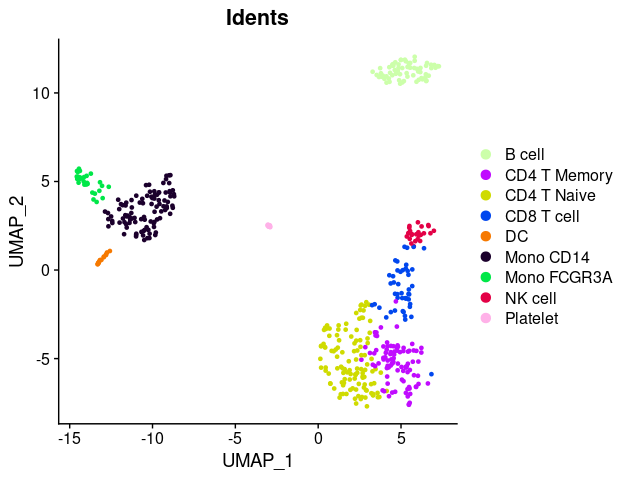 Idents
10
5
0
-5
UMAP_2
-15
-10
-5
0
5
UMAP_1
B cell
CD4 T Memory
CD4 T Naive
CD8 T cell
DC
Mono CD14
Mono FCGR3A
NK cell
Platelet